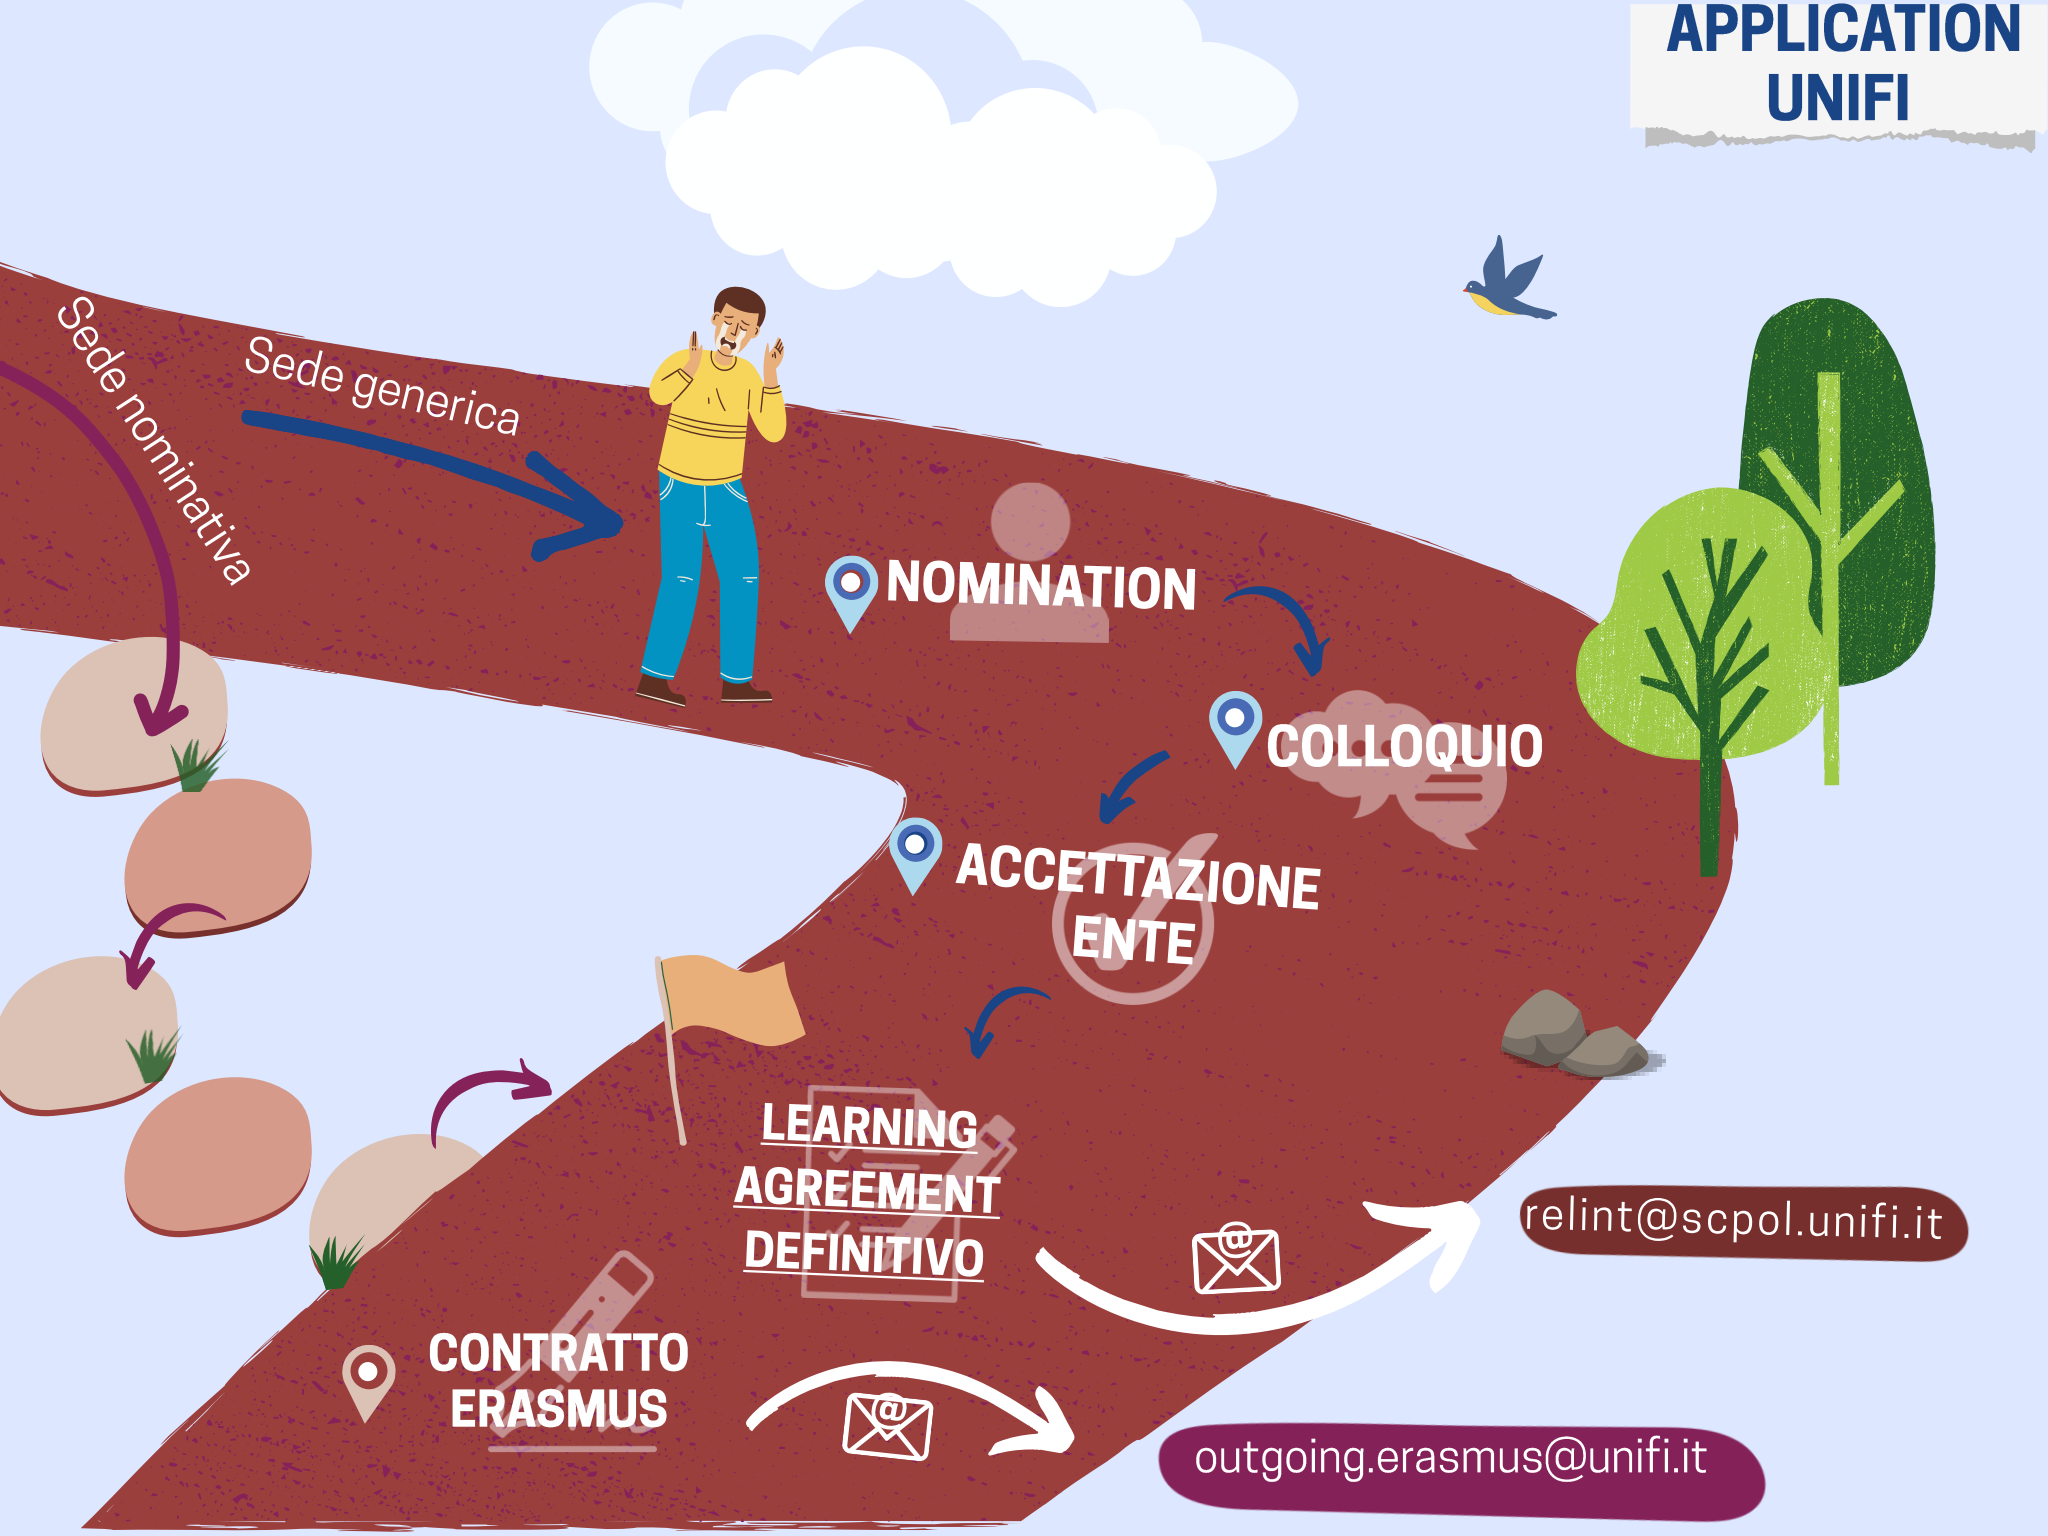 APPLICATION
UNIFI
Sede nominativa
Sede generica
NOMINATION
COLLOQUIO
ACCETTAZIONE
ENTE
LEARNING
AGREEMENT
DEFINITIVO
relint@scpol.unifi.it
CONTRATTO
ERASMUS
outgoing.erasmus@unifi.it